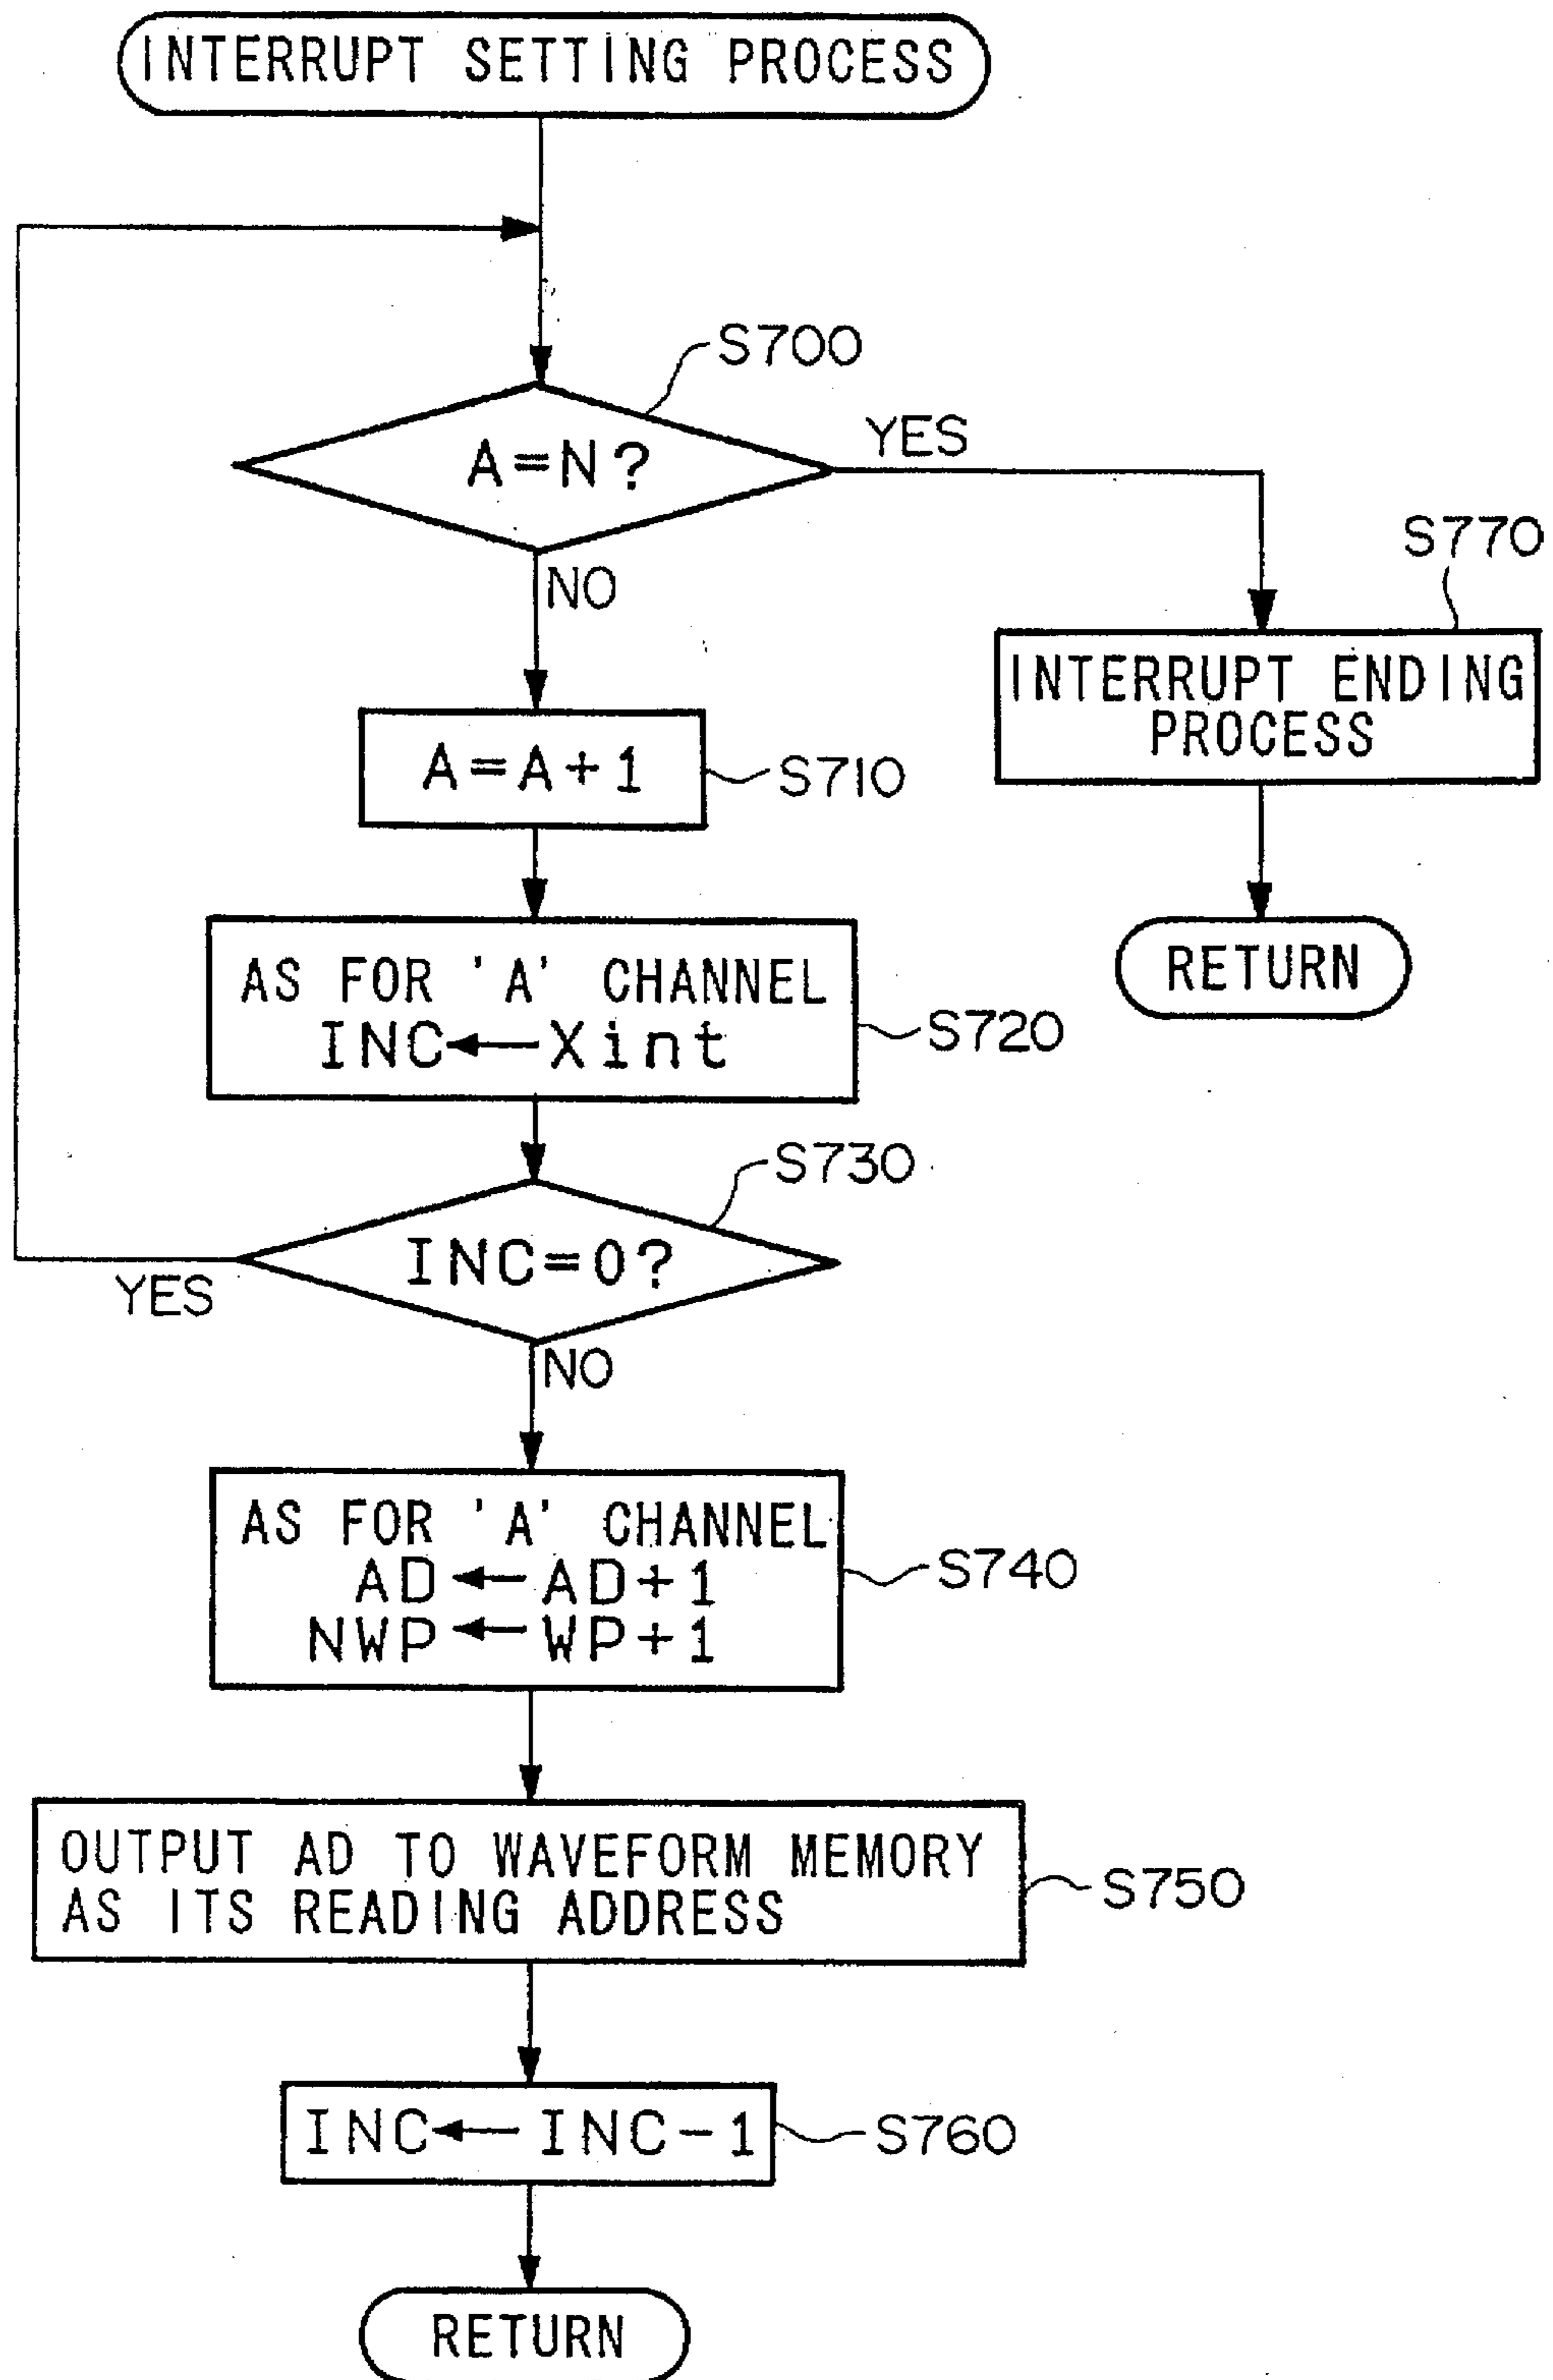 INTERRUPT SETTING PROCESS
S700
A=N?
YES
NO
S770
INTERRUPT ENDING
PROCESS
A=A+1
S710
RETURN
AS FOR 'A' CHANNEL
INC←Xint
S720
S730
INC=0?
YES
NO
AS FOR 'A' CHANNEL
AD←AD+1
NWP←WP+1
S740
OUTPUT AD TO WAVEFORM MEMORY
AS ITS READING ADDRESS
S750
INC←INC-1
S760
RETURN